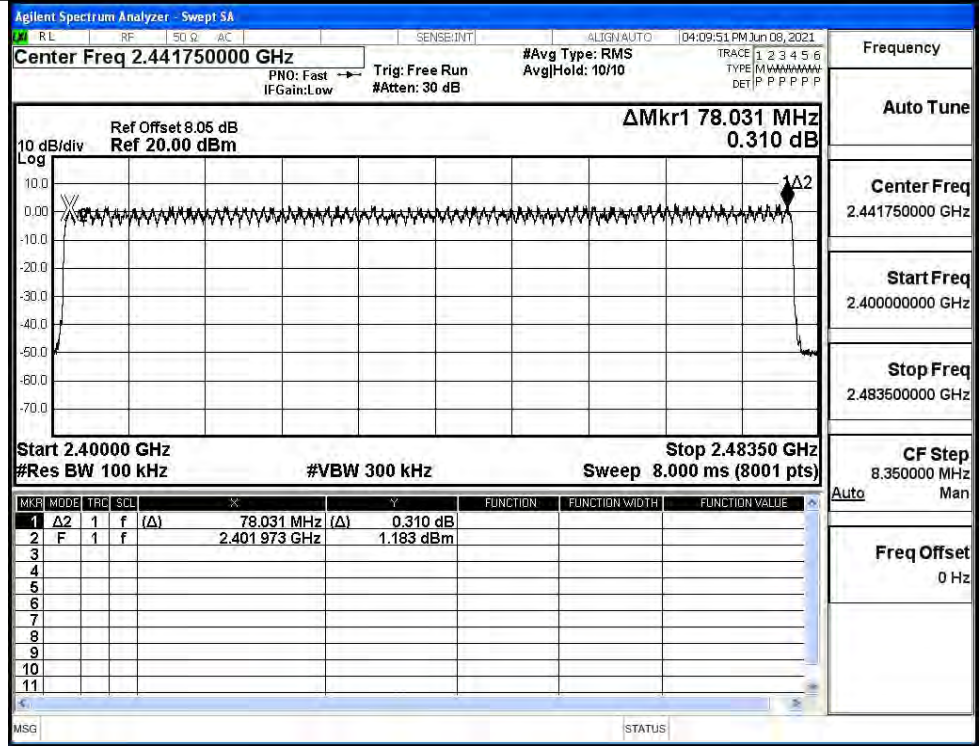 Agilent Spectrum Analyzer - Swept SA
RL RF 50 Ω AC SENSE:INT ALIGNAUTO 04:09:51 PM Jun 08, 2021
Center Freq 2.441750000 GHz
PNO: Fast
IFGain:Low
Trig: Free Run
#Atten: 30 dB
#Avg Type: RMS
Avg|Hold: 10/10
TRACE 1 2 3 4 5 6
TYPE M WWWWW
DET P P P P P P
Ref Offset 8.05 dB
10 dB/div Ref 20.00 dBm
Log
ΔMkr1 78.031 MHz
0.310 dB
10.0
0.00
-10.0
-20.0
-30.0
-40.0
-50.0
-60.0
-70.0
1Δ2
Start 2.40000 GHz Stop 2.48350 GHz
#Res BW 100 kHz #VBW 300 kHz Sweep 8.000 ms (8001 pts)
MKR MODE TRC SCL X Y FUNCTION FUNCTION WIDTH FUNCTION VALUE
1 Δ2 1 f (Δ) 78.031 MHz (Δ) 0.310 dB
2 F 1 f 2.401 973 GHz 1.183 dBm
3
4
5
6
7
8
9
10
11
MSG STATUS
Frequency
Auto Tune
Center Freq
2.441750000 GHz
Start Freq
2.400000000 GHz
Stop Freq
2.483500000 GHz
CF Step
8.350000 MHz
Auto Man
Freq Offset
0 Hz